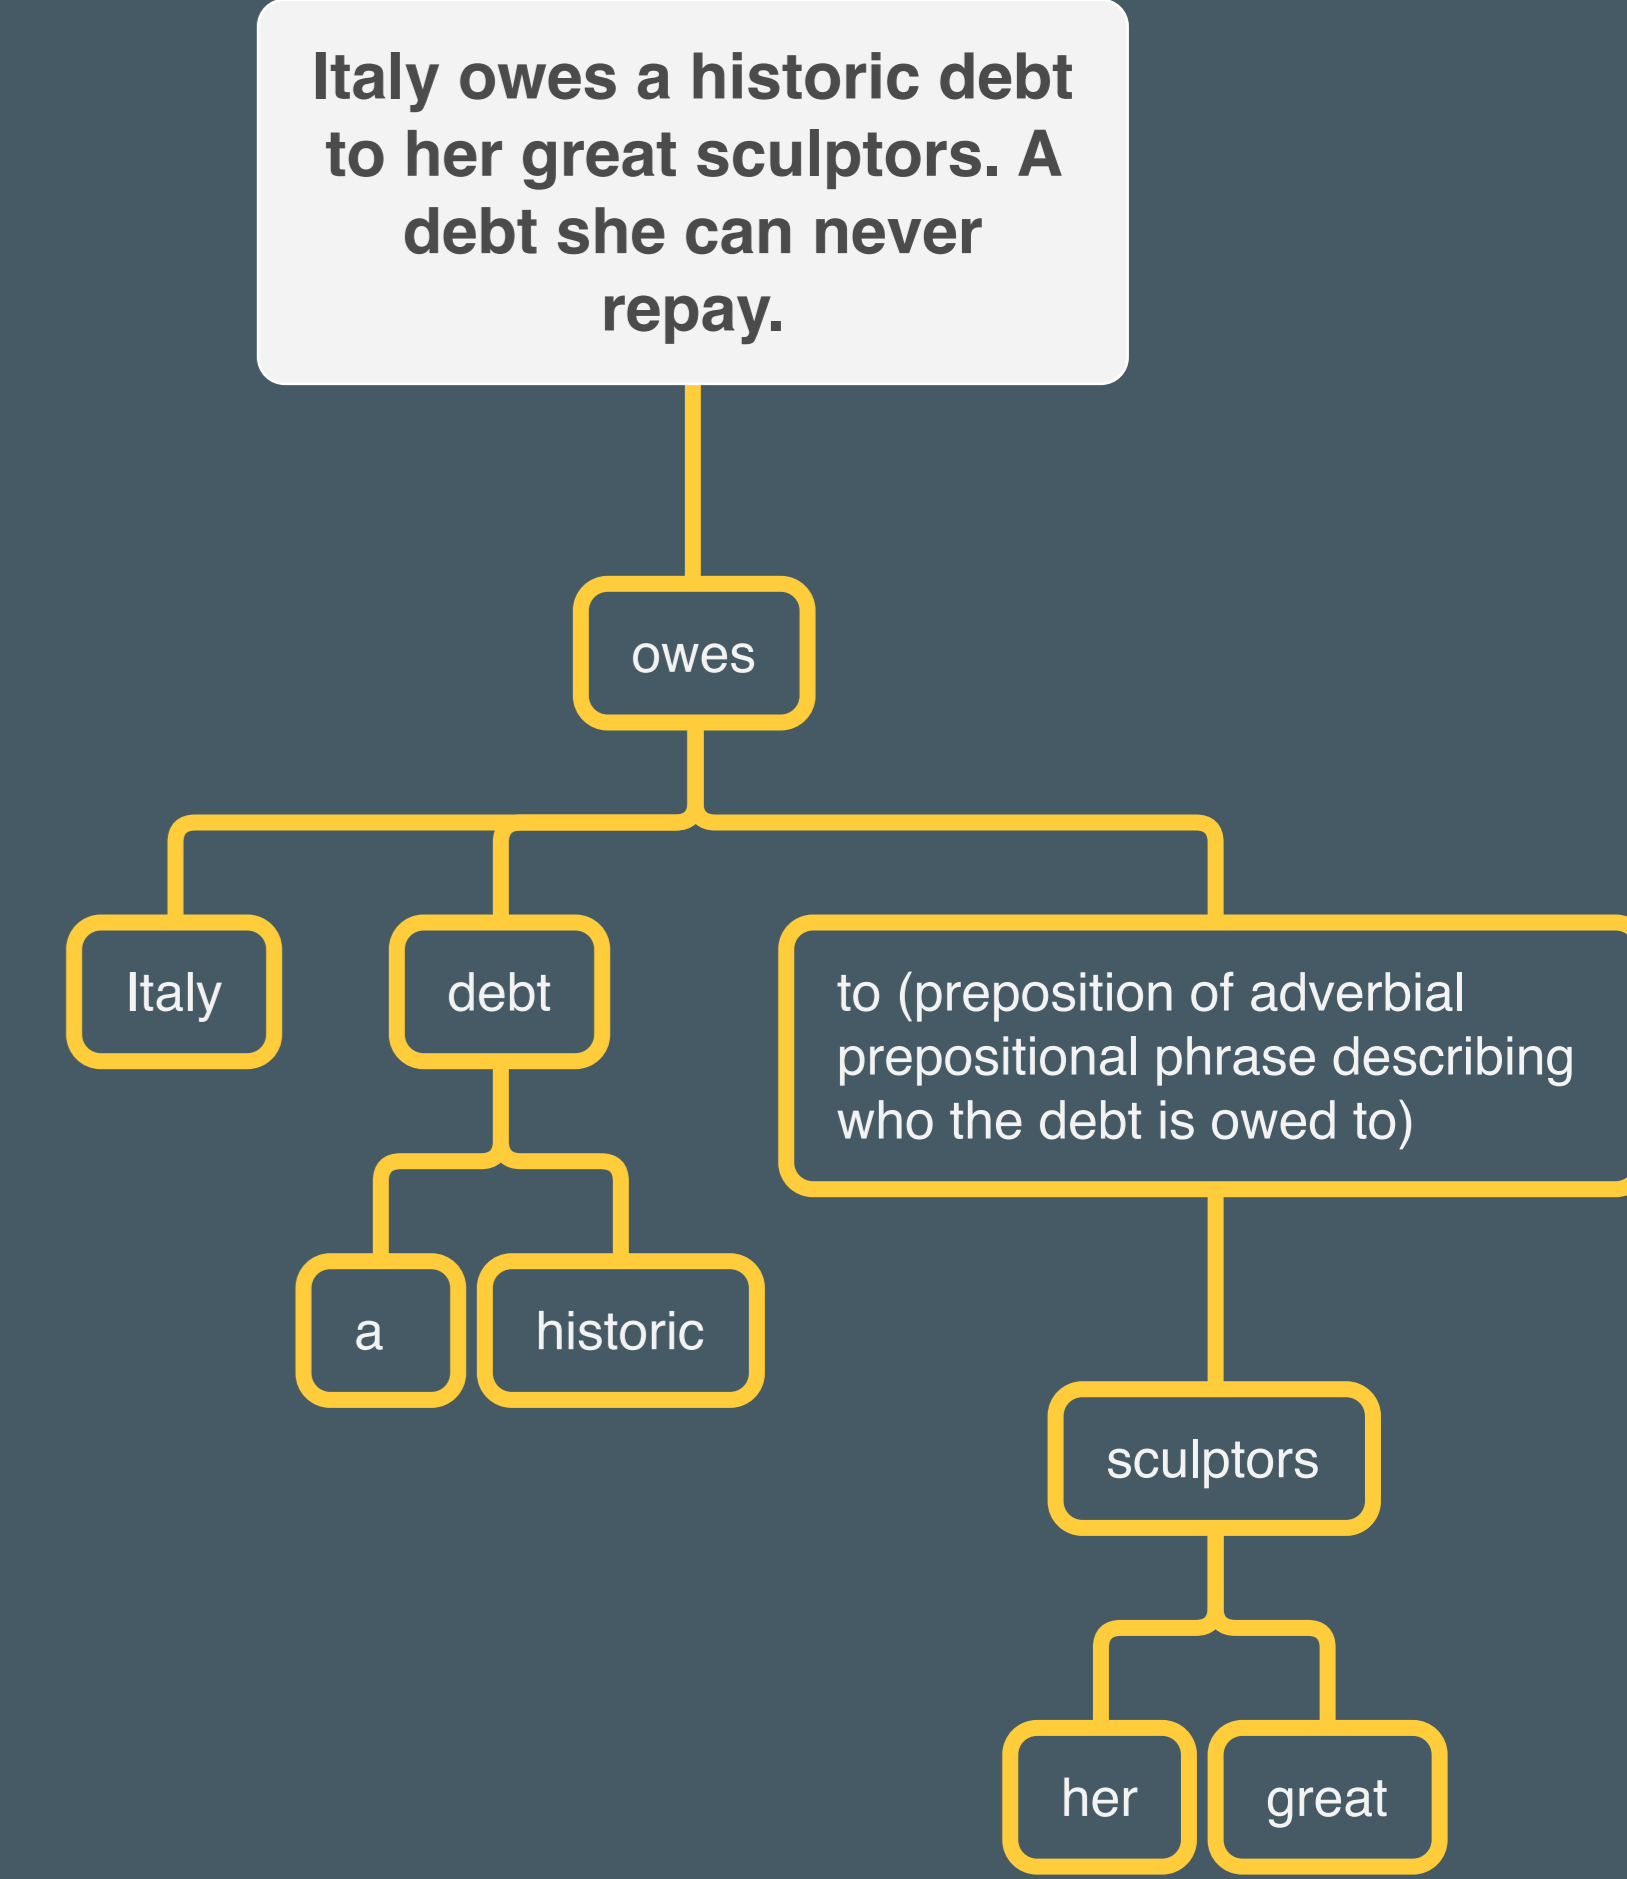 Italy owes a historic debt
to her great sculptors. A
debt she can never
repay.
owes
Italy
debt
to (preposition of adverbial
prepositional phrase describing
who the debt is owed to)
a
historic
sculptors
her
great